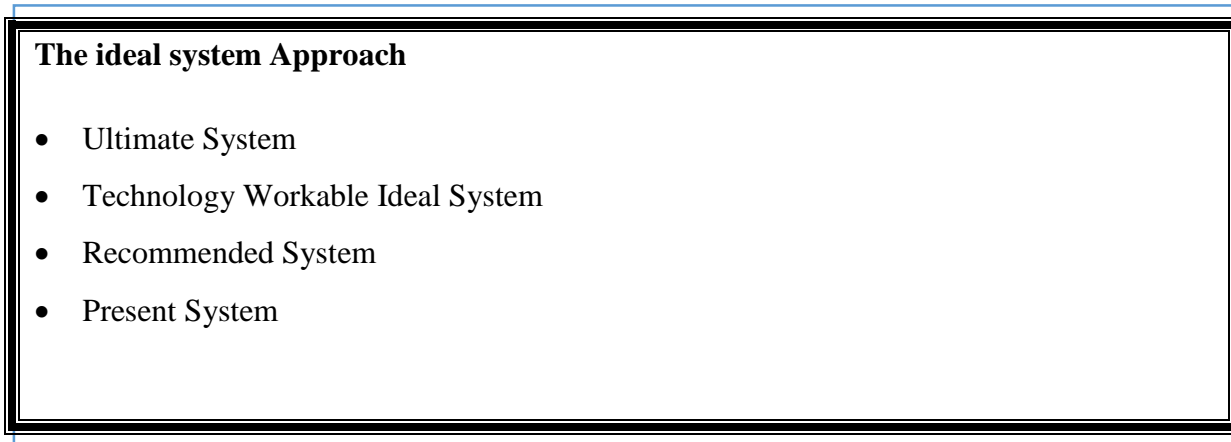 The ideal system Approach
• Ultimate System
• Technology Workable Ideal System
• Recommended System
• Present System